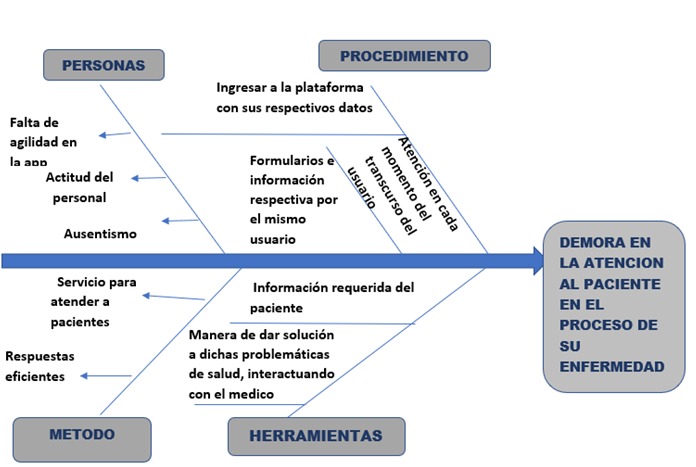 PROCEDIMIENTO
PERSONAS
Ingresar a la plataforma
con sus respectivos datos
Falta de
agilidad en
la app
Actitud del
personal
Ausentismo
Formularios e
información
respectiva por
el mismo
usuario
Atención en cada
momento del
transcurso del
usuario
DEMORA EN
LA ATENCION
AL PACIENTE
EN EL
PROCESO DE
SU
ENFERMEDAD
Servicio para
atender a
pacientes
Respuestas
eficientes
Información requerida del
paciente
Manera de dar solución
a dichas problemáticas
de salud, interactuando
con el medico
METODO
HERRAMIENTAS